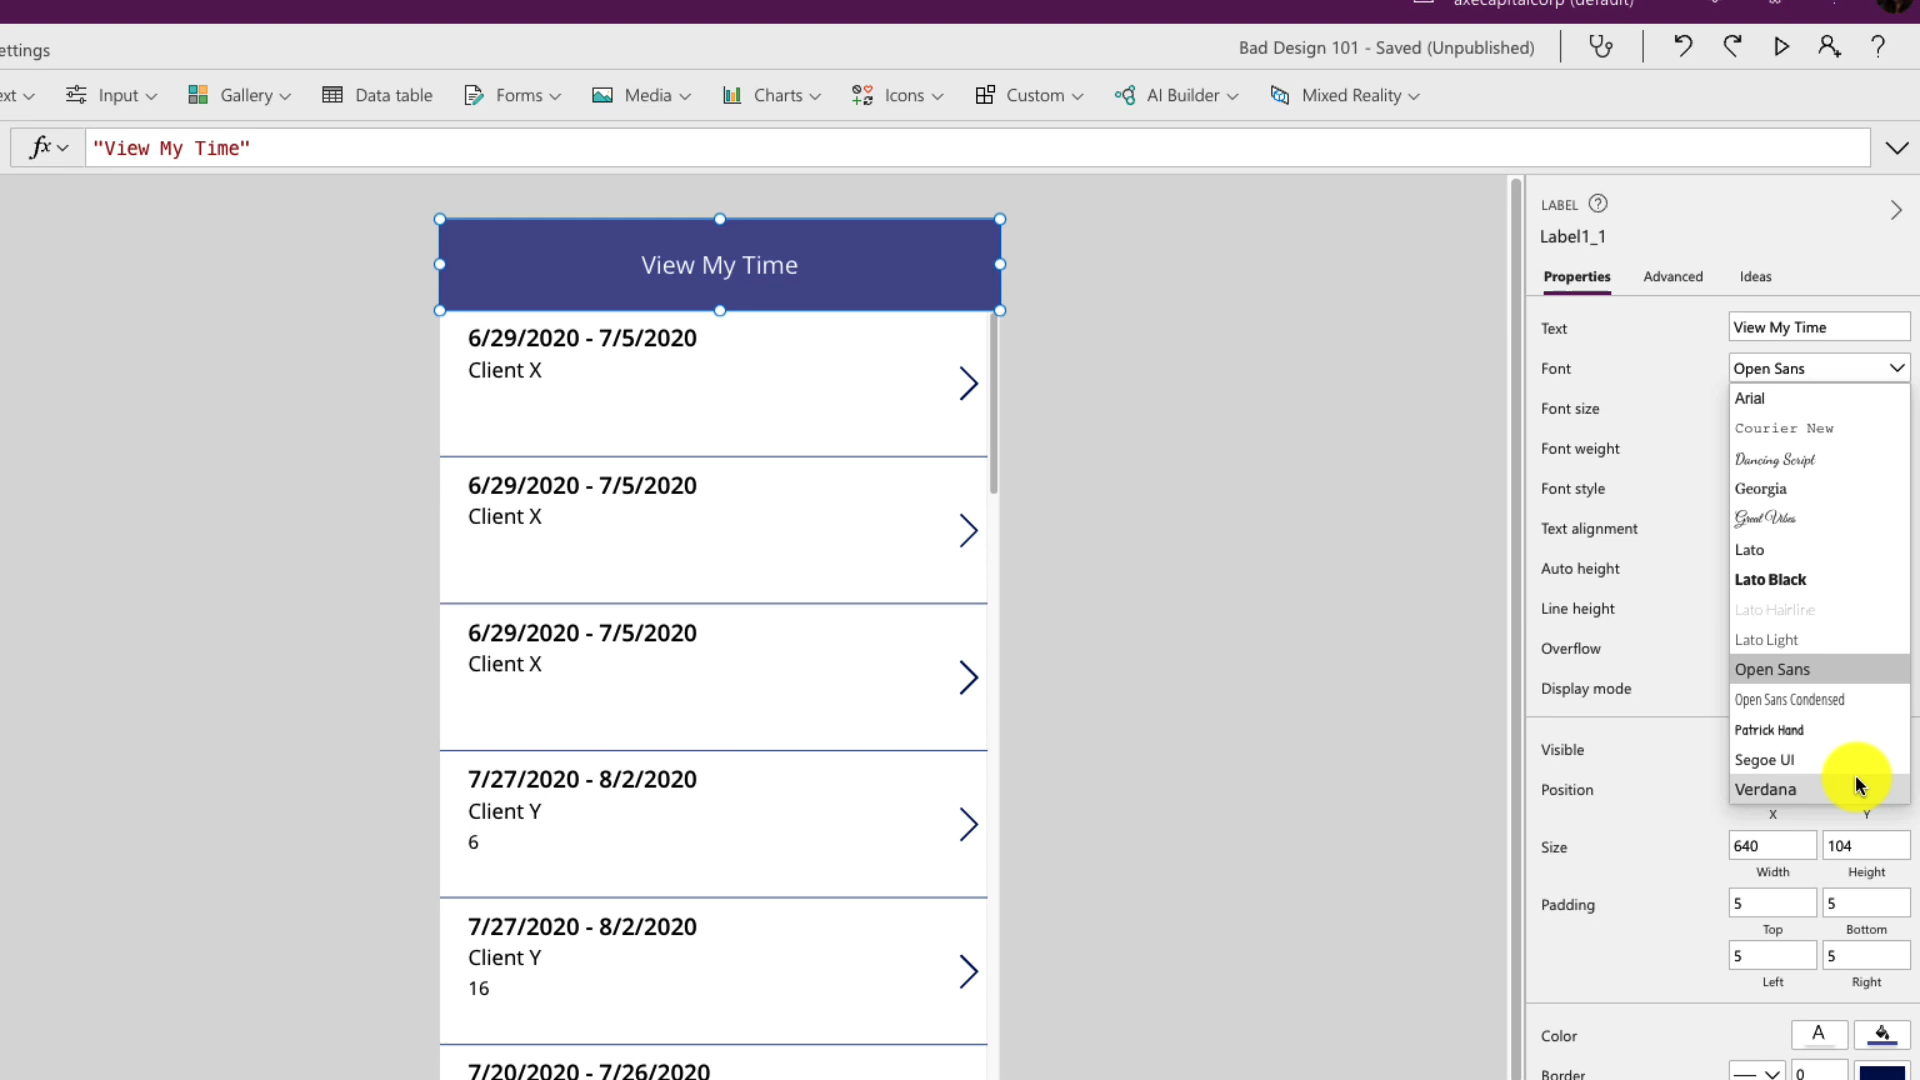 axecapitalcorp (default)
ettings
Bad Design 101 - Saved (Unpublished)
?
ext
Input
Gallery
Data table
Forms
Media
Charts
Icons
Custom
AI Builder
Mixed Reality
fx
"View My Time"
View My Time
6/29/2020 - 7/5/2020
Client X
6/29/2020 - 7/5/2020
Client X
6/29/2020 - 7/5/2020
Client X
7/27/2020 - 8/2/2020
Client Y
6
7/27/2020 - 8/2/2020
Client Y
16
7/20/2020 - 7/26/2020
LABEL ?
Label1_1
Properties Advanced Ideas
Text View My Time
Font Open Sans
Font size
Font weight
Font style
Text alignment
Auto height
Line height
Overflow
Display mode
Arial
Courier New
Dancing Script
Georgia
Great Vibes
Lato
Lato Black
Lato Hairline
Lato Light
Open Sans
Open Sans Condensed
Patrick Hand
Segoe UI
Verdana
Visible
Position
X Y
Size 640 104
Width Height
Padding 5 5
Top Bottom
5 5
Left Right
Color A
Border 0